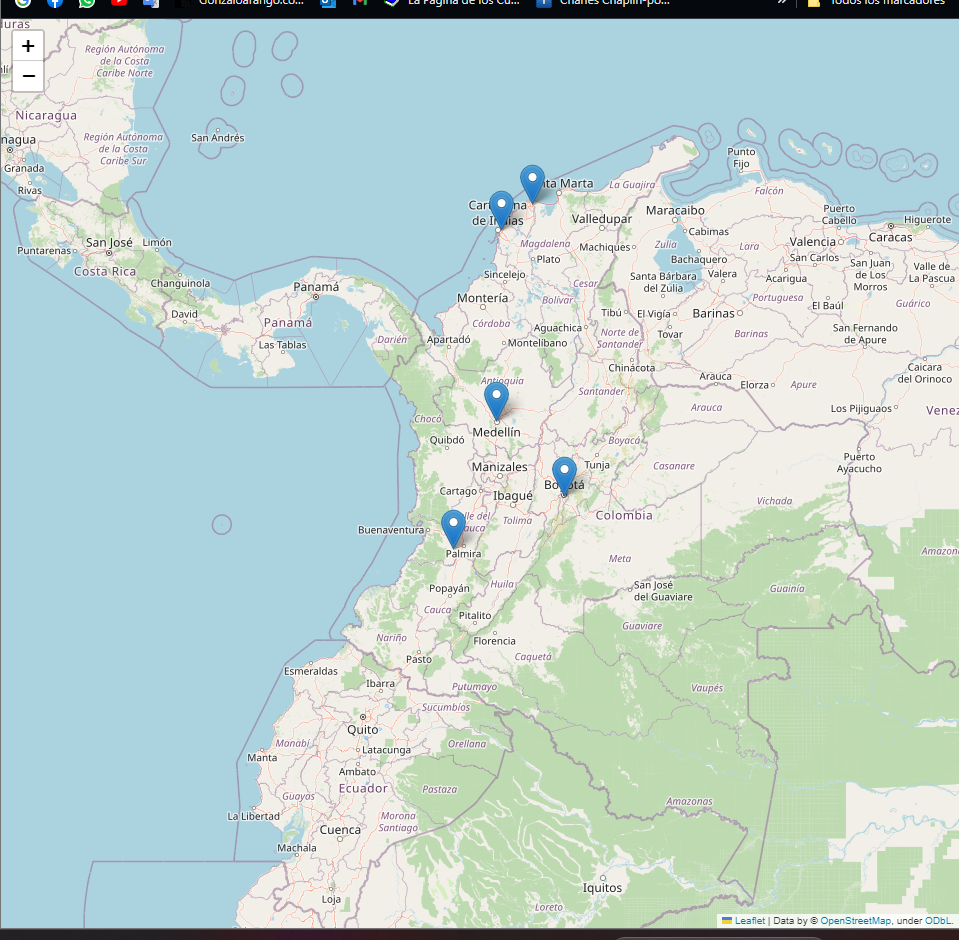 Gonzaloarango.c...
La Pagina de los Cu...
Charles Chaplin-po...
»
Todos los marcadores
+
−
Región Autónoma
de la Costa
Caribe Norte
Nicaragua
Granada
Rivas
Región Autónoma
de la Costa
Caribe Sur
San Andrés
Puntarenas
San José
Limón
Costa Rica
Changuinola
David
Panamá
Panamá
Las Tablas
Darién
de Indias
Santa Marta
La Guajira
Punto
Fijo
Falcón
Valledupar
Maracaibo
Cabimas
Puerto
Cabello
Higuerote
Caracas
Valencia
Magdalena
Plato
Machiques
Zulia
Lara
San Carlos
Bachaquero
Sincelejo
Cesar
Santa Bárbara
del Zulia
Valera
Acarigua
San Juan
de Los
Morros
Valle de
La Pascua
Montería
Bolívar
Portuguesa
Tibú
El Vigía
Barinas
El Baúl
Guárico
Córdoba
Aguachica
Norte de
Santander
Tovar
Barinas
San Fernando
de Apure
Apartadó
Montelíbano
Chinácota
Caicara
del Orinoco
Antioquia
Santander
Arauca
Elorza
Apure
Arauca
Los Pijiguaos
Venez
Chocó
Medellín
Quibdó
Boyacá
Puerto
Ayacucho
Manizales
Tunja
Casanare
Cartago
Ibagué
Bogotá
Vichada
Tolima
Colombia
Buenaventura
Palmira
Meta
Amazon
Popayán
Huila
San José
del Guaviare
Guainía
Cauca
Pitalito
Guaviare
Nariño
Florencia
Pasto
Caquetá
Esmeraldas
Ibarra
Putumayo
Vaupés
Sucumbíos
Quito
Manabí
Latacunga
Orellana
Manta
Ambato
Ecuador
Pastaza
Guayas
Amazonas
La Libertad
Morona
Santiago
Cuenca
Machala
Iquitos
Loja
Loreto
Leaflet | Data by © OpenStreetMap, under ODbL.